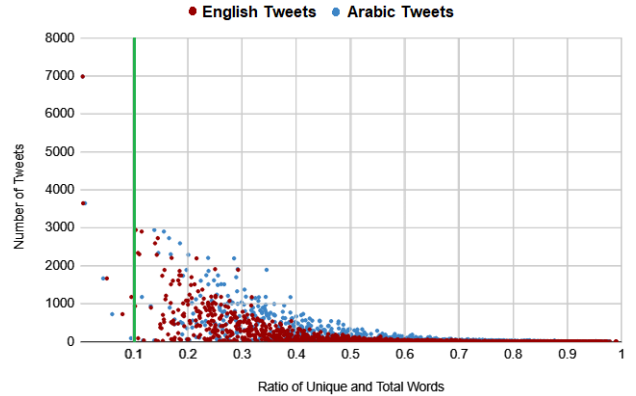 English Tweets Arabic Tweets
8000
7000
6000
5000
4000
3000
2000
1000
0
Number of Tweets
0.1 0.2 0.3 0.4 0.5 0.6 0.7 0.8 0.9 1
Ratio of Unique and Total Words